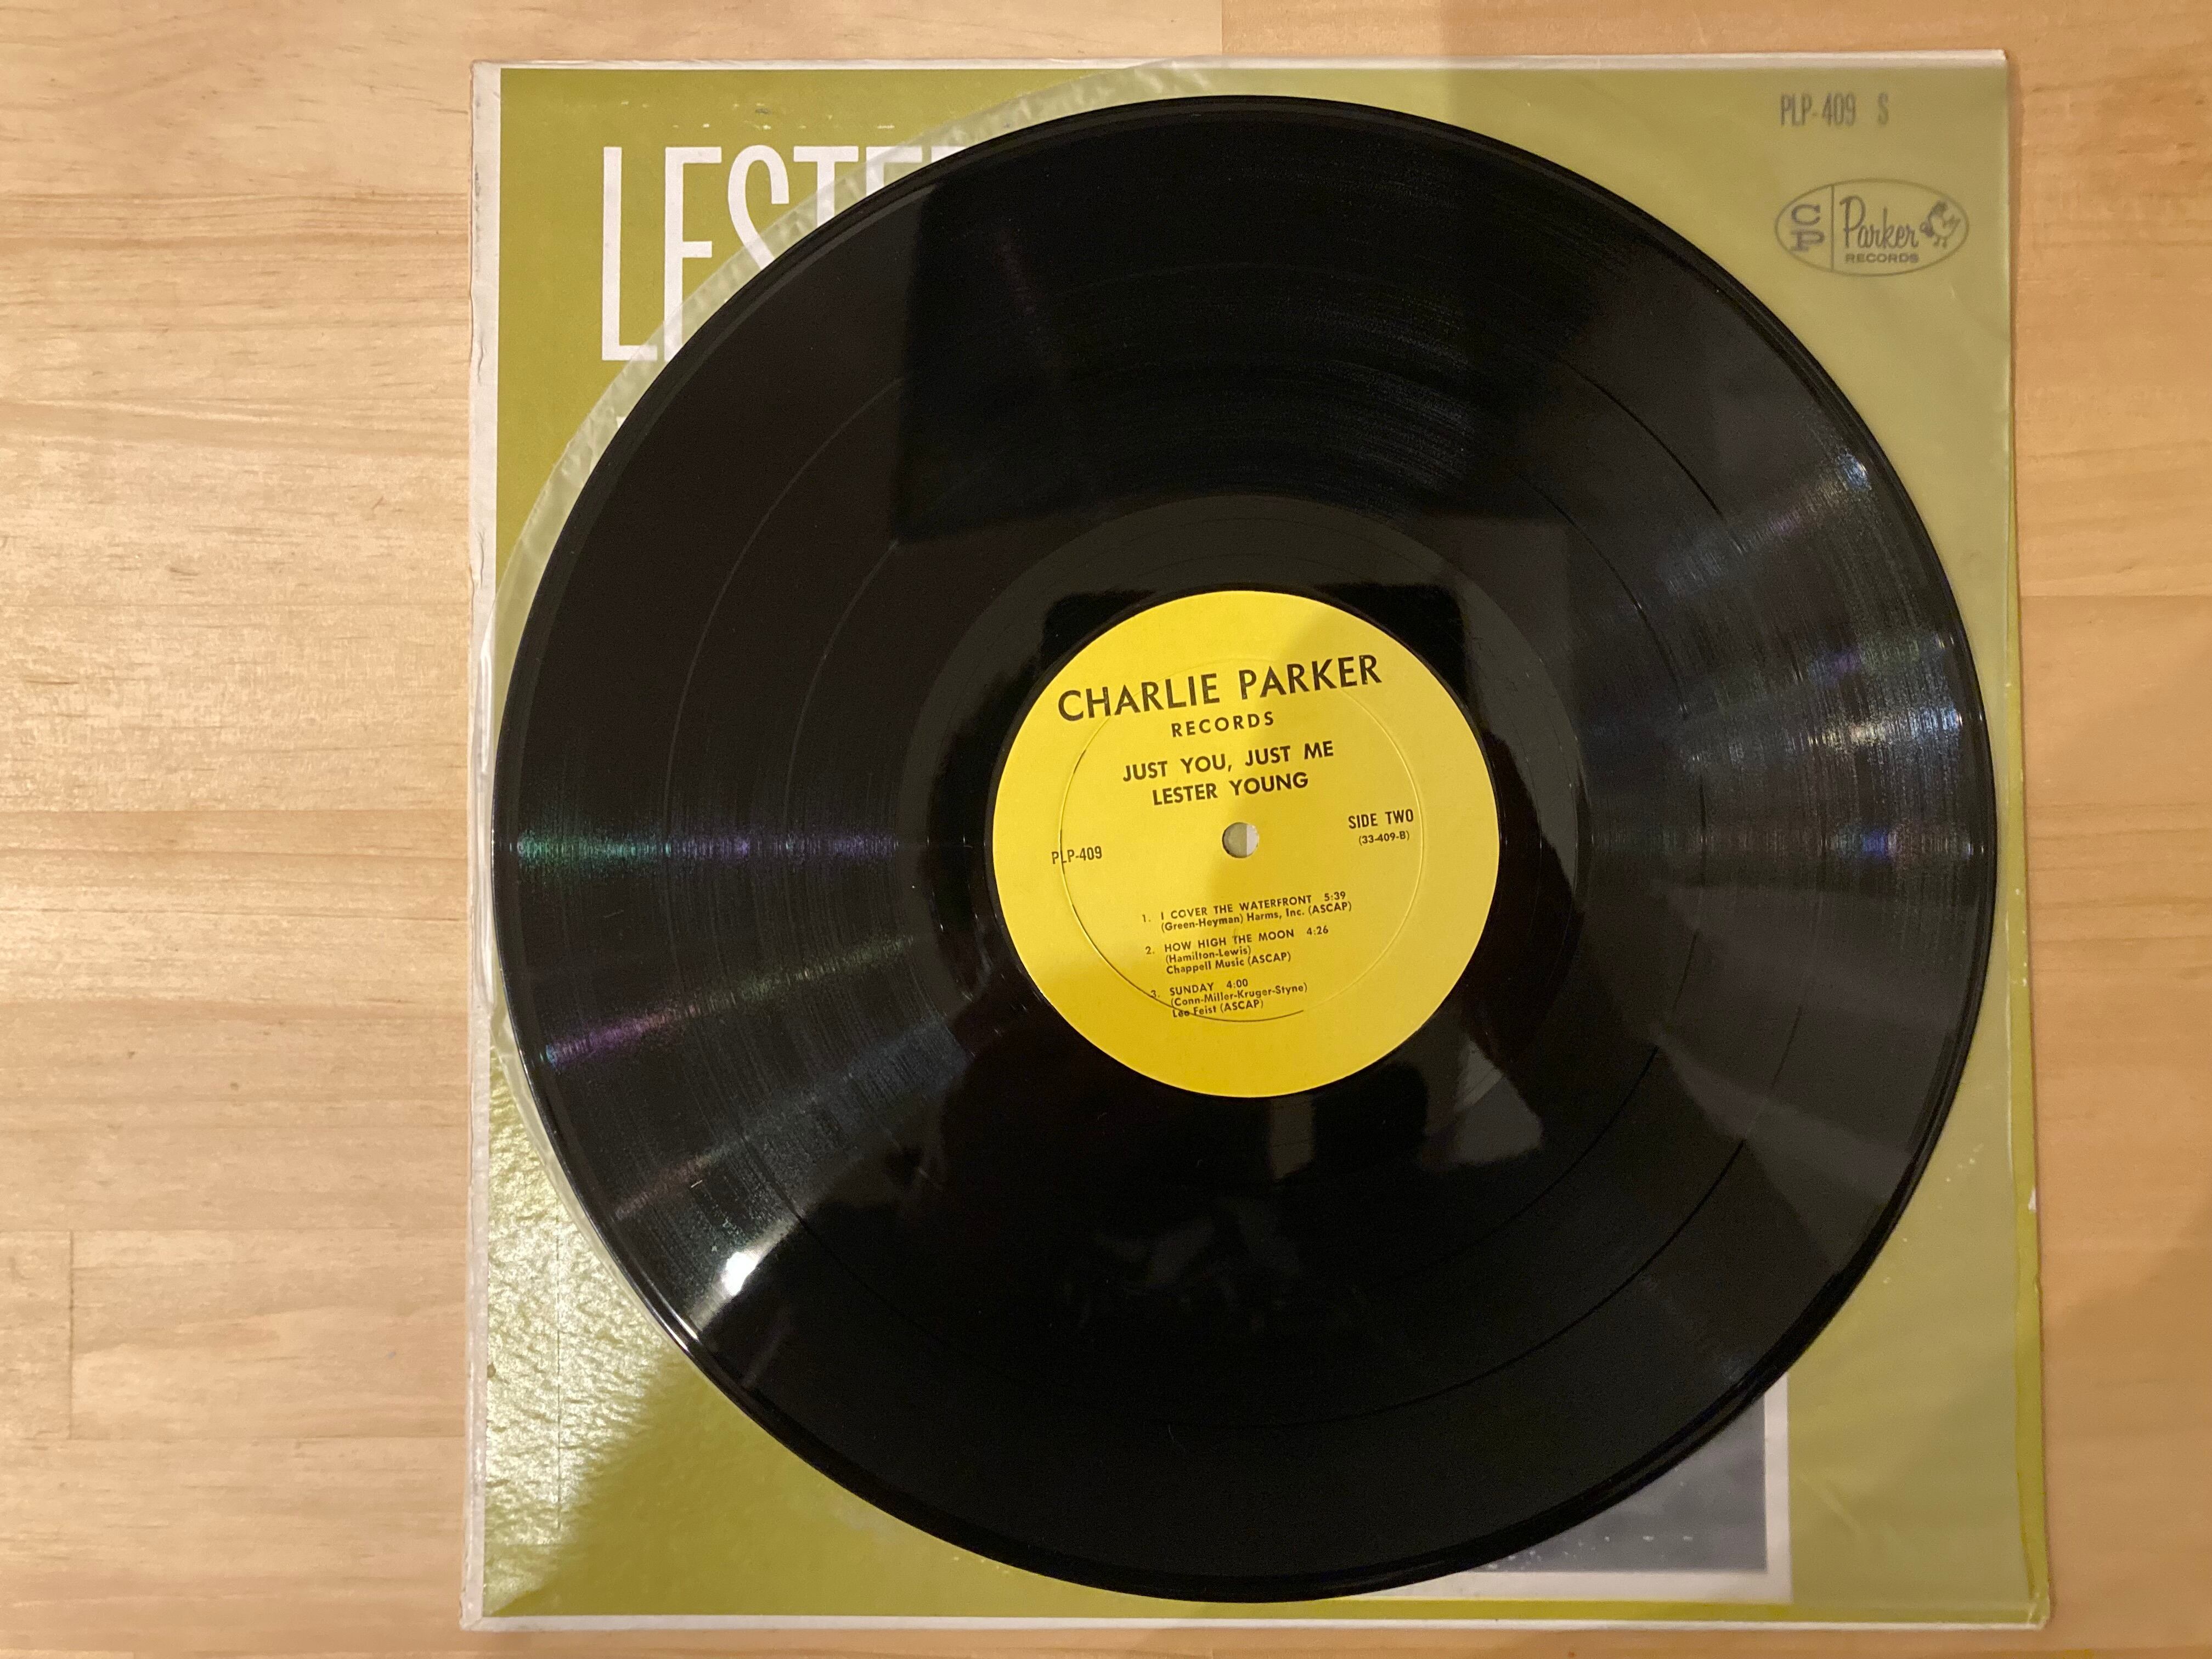 LESTE
PLP-409 S
CP
Parker
RECORDS
CHARLIE PARKER
RECORDS
JUST YOU, JUST ME
LESTER YOUNG
SIDE TWO
(33-409-B)
PLP-409
1. I COVER THE WATERFRONT 5:39
(Green-Heyman) Harms, Inc. (ASCAP)
2. HOW HIGH THE MOON 4:26
(Hamilton-Lewis)
Chappell Music (ASCAP)
3. SUNDAY 4:00
(Conn-Miller-Kruger-Styne)
Leo Feist (ASCAP)